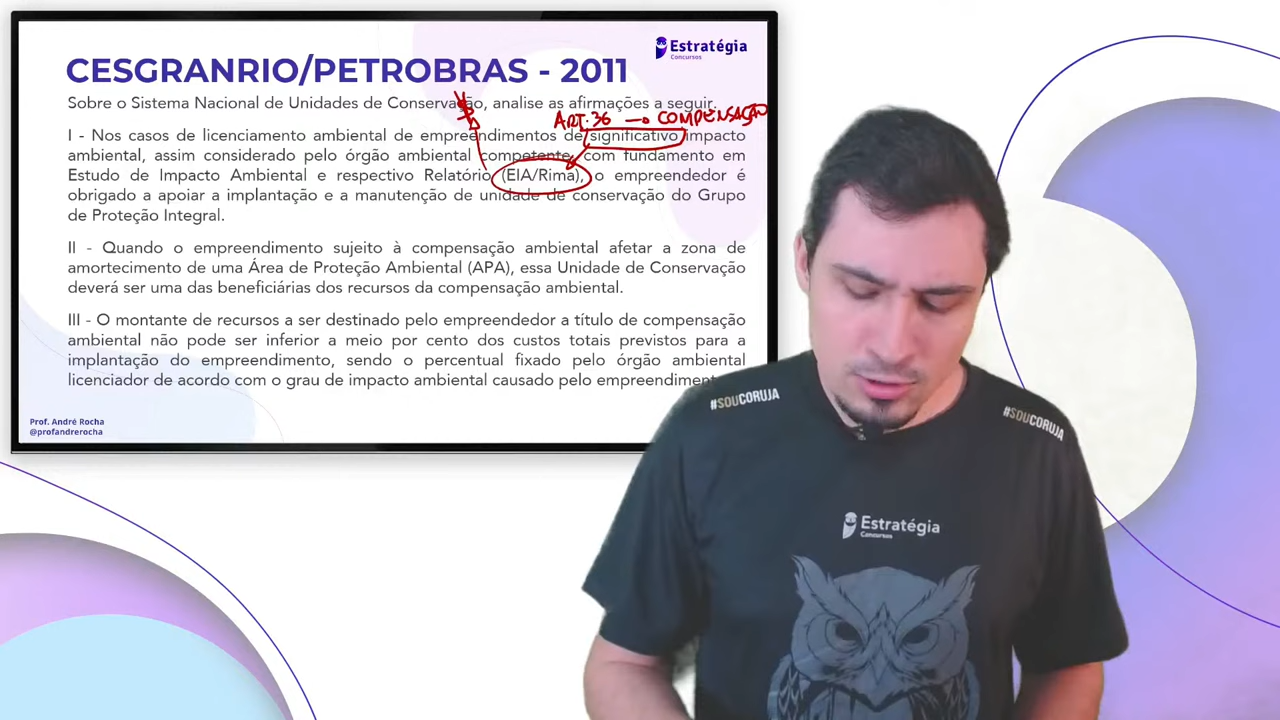 Estratégia
Concursos
CESGRANRIO/PETROBRAS - 2011
Sobre o Sistema Nacional de Unidades de Conservação, analise as afirmações a seguir.
ART. 36 → COMPENSAÇÃO
I - Nos casos de licenciamento ambiental de empreendimentos de significativo impacto
ambiental, assim considerado pelo órgão ambiental competente, com fundamento em
Estudo de Impacto Ambiental e respectivo Relatório (EIA/Rima), o empreendedor é
obrigado a apoiar a implantação e a manutenção de unidade de conservação do Grupo
de Proteção Integral.
II - Quando o empreendimento sujeito à compensação ambiental afetar a zona de
amortecimento de uma Área de Proteção Ambiental (APA), essa Unidade de Conservação
deverá ser uma das beneficiárias dos recursos da compensação ambiental.
III - O montante de recursos a ser destinado pelo empreendedor a título de compensação
ambiental não pode ser inferior a meio por cento dos custos totais previstos para a
implantação do empreendimento, sendo o percentual fixado pelo órgão ambiental
licenciador de acordo com o grau de impacto ambiental causado pelo
Prof. André Rocha
@profandrerocha
#SOUCORUJA
#SOUCORUJA
Estratégia
Concursos